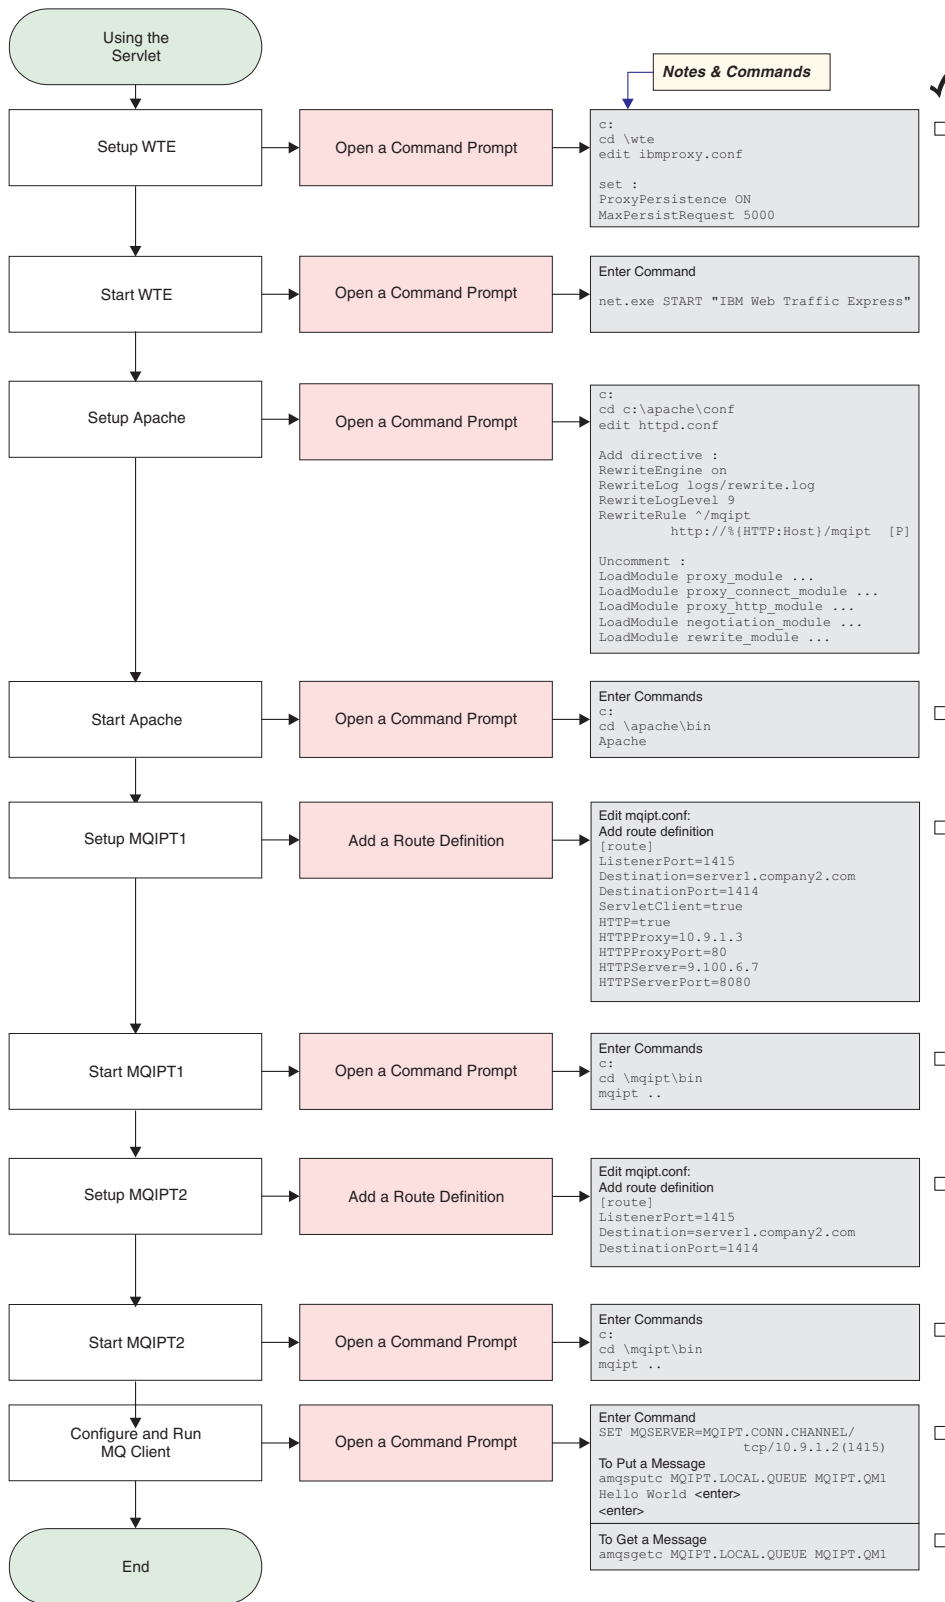 Using the
Servlet
Notes & Commands
Setup WTE
Open a Command Prompt
c:
cd \wte
edit ibmproxy.conf
set :
ProxyPersistence ON
MaxPersistRequest 5000
Start WTE
Open a Command Prompt
Enter Command
net.exe START "IBM Web Traffic Express"
Setup Apache
Open a Command Prompt
c:
cd c:\apache\conf
edit httpd.conf
Add directive :
RewriteEngine on
RewriteLog logs/rewrite.log
RewriteLogLevel 9
RewriteRule ^/mqipt
http://%{HTTP:Host}/mqipt [P]
Uncomment :
LoadModule proxy_module ...
LoadModule proxy_connect_module ...
LoadModule proxy_http_module ...
LoadModule negotiation_module ...
LoadModule rewrite_module ...
Start Apache
Open a Command Prompt
Enter Commands
c:
cd \apache\bin
Apache
Setup MQIPT1
Add a Route Definition
Edit mqipt.conf:
Add route definition
[route]
ListenerPort=1415
Destination=server1.company2.com
DestinationPort=1414
ServletClient=true
HTTP=true
HTTPProxy=10.9.1.3
HTTPProxyPort=80
HTTPServer=9.100.6.7
HTTPServerPort=8080
Start MQIPT1
Open a Command Prompt
Enter Commands
c:
cd \mqipt\bin
mqipt ..
Setup MQIPT2
Add a Route Definition
Edit mqipt.conf:
Add route definition
[route]
ListenerPort=1415
Destination=server1.company2.com
DestinationPort=1414
Start MQIPT2
Open a Command Prompt
Enter Commands
c:
cd \mqipt\bin
mqipt ..
Configure and Run
MQ Client
Open a Command Prompt
Enter Command
SET MQSERVER=MQIPT.CONN.CHANNEL/
tcp/10.9.1.2(1415)
To Put a Message
amqsputc MQIPT.LOCAL.QUEUE MQIPT.QM1
Hello World <enter>
<enter>
To Get a Message
amqsgetc MQIPT.LOCAL.QUEUE MQIPT.QM1
End